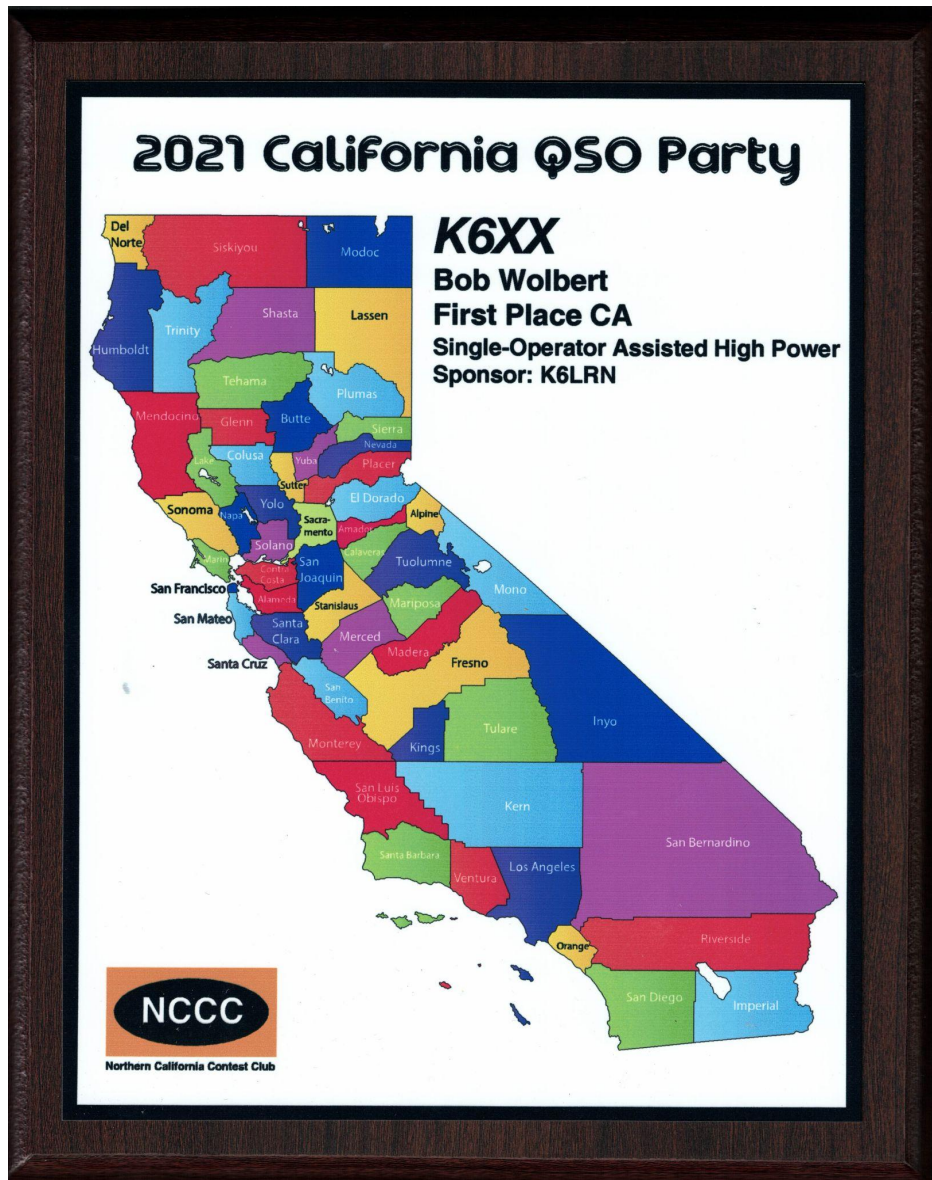 2021 California QSO Party
K6XX
Bob Wolbert
First Place CA
Single-Operator Assisted High Power
Sponsor: K6LRN
Del
Norte
Siskiyou
Modoc
Humboldt
Trinity
Shasta
Lassen
Tehama
Plumas
Mendocino
Glenn
Butte
Sierra
Nevada
Lake
Colusa
Yuba
Placer
Sutter
El Dorado
Sonoma
Napa
Yolo
Sacra-
mento
Amador
Alpine
Marin
Solano
Calaveras
Tuolumne
Mono
Contra
Costa
San
Joaquin
San Francisco
Alameda
Stanislaus
Mariposa
San Mateo
Santa
Clara
Merced
Madera
Santa Cruz
Fresno
San
Benito
Inyo
Monterey
Kings
Tulare
San Luis
Obispo
Kern
San Bernardino
Santa Barbara
Ventura
Los Angeles
Orange
Riverside
San Diego
Imperial
NCCC
Northern California Contest Club